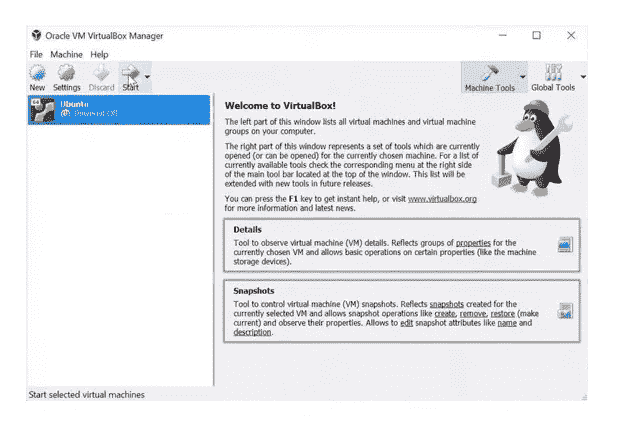 Oracle VM VirtualBox Manager
File Machine Help
New Settings Discard Start
Machine Tools Global Tools
Ubuntu
Powered Off
Welcome to VirtualBox!
The left part of this window lists all virtual machines and virtual machine
groups on your computer.
The right part of this window represents a set of tools which are currently
opened (or can be opened) for the currently chosen machine. For a list of
currently available tools check the corresponding menu at the right side
of the main tool bar located at the top of the window. This list will be
extended with new tools in future releases.
You can press the F1 key to get instant help, or visit www.virtualbox.org
for more information and latest news.
Details
Tool to observe virtual machine (VM) details. Reflects groups of properties for the
currently chosen VM and allows basic operations on certain properties (like the machine
storage devices).
Snapshots
Tool to control virtual machine (VM) snapshots. Reflects snapshots created for the
currently selected VM and allows snapshot operations like create, remove, restore (make
current) and observe their properties. Allows to edit snapshot attributes like name and
description.
Start selected virtual machines